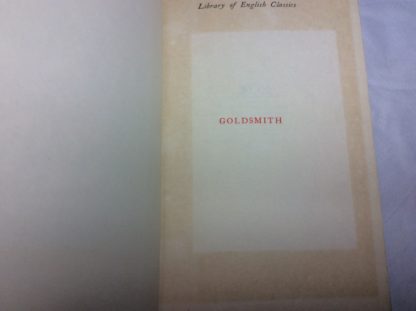 Library of English Classics
GOLDSMITH